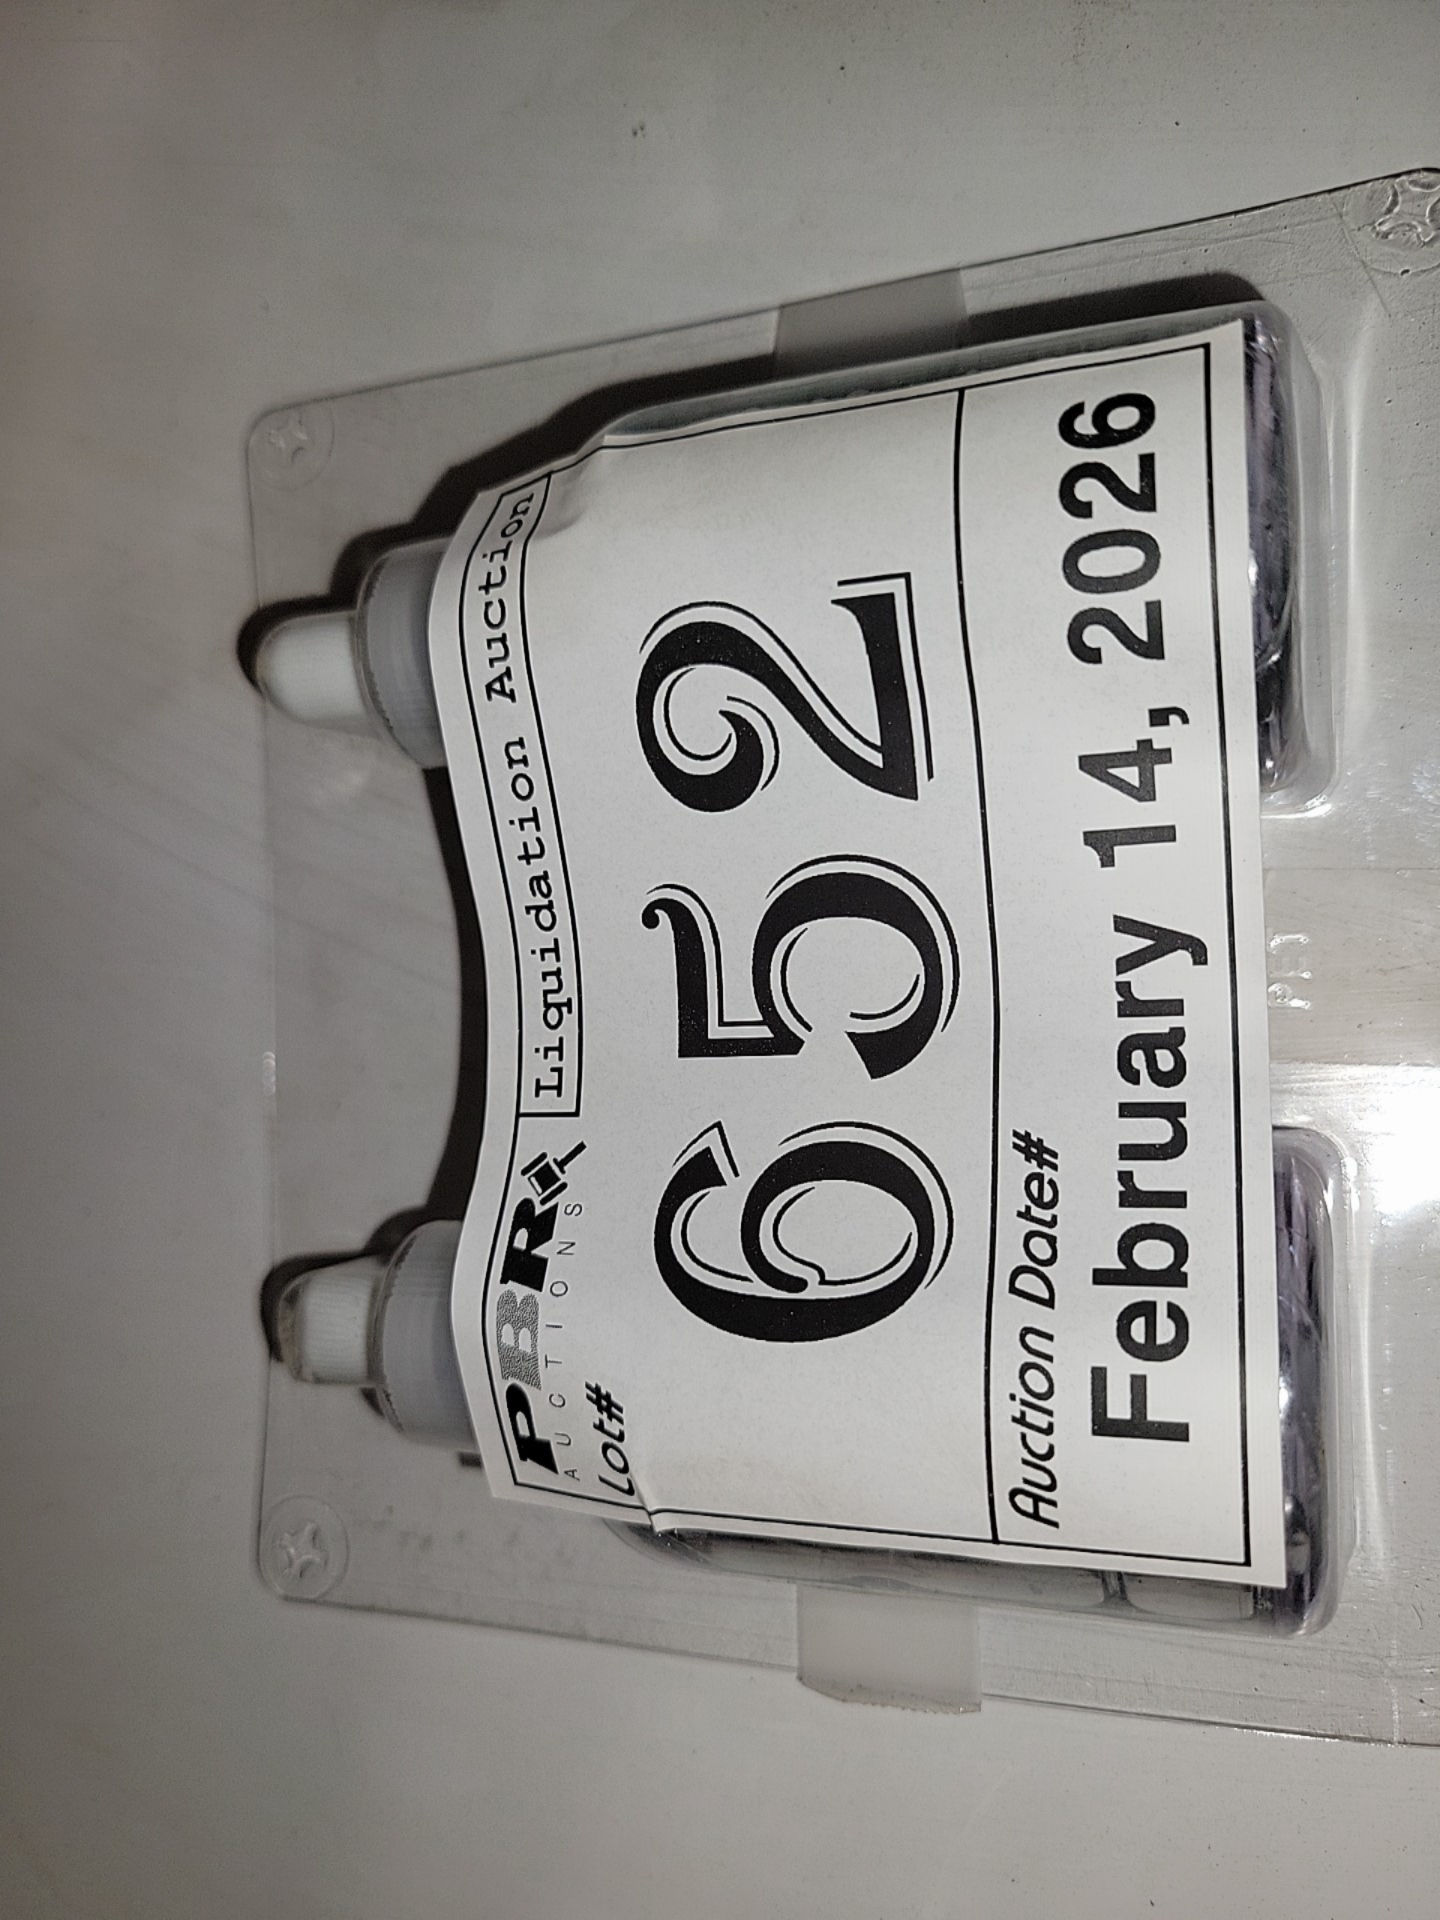 PBR Liquidation Auction
AUCTIONS
Lot#
652
Auction Date#
February 14, 2026